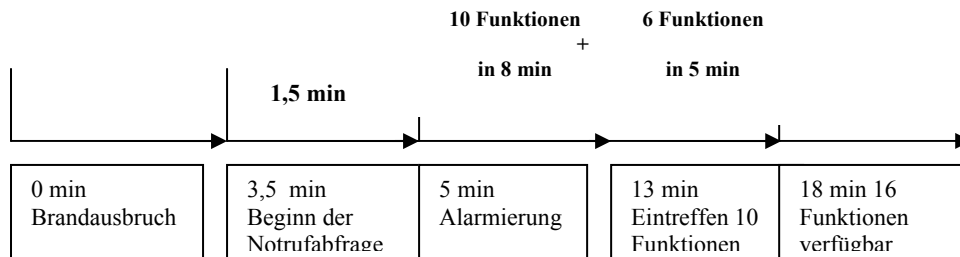 10 Funktionen
6 Funktionen
+
in 8 min
in 5 min
1,5 min
0 min
Brandausbruch
3,5 min
Beginn der
Notrufabfrage
5 min
Alarmierung
13 min
Eintreffen 10
Funktionen
18 min 16
Funktionen
verfügbar